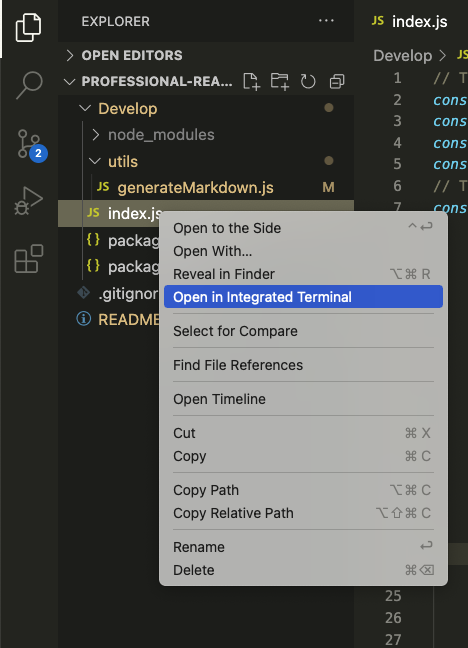 EXPLORER
JS index.js
OPEN EDITORS
Develop
PROFESSIONAL-REA...
1 // T
2 cons
3 cons
4 cons
5 cons
6 // T
7 cons
Develop
node_modules
utils
2
JS generateMarkdown.js M
JS index.js
{} packag
{} packag
.gitignor
README
Open to the Side ^↩
Open With...
Reveal in Finder ⌥⌘ R
Open in Integrated Terminal
Select for Compare
Find File References
Open Timeline
Cut ⌘ X
Copy ⌘ C
Copy Path ⌥⌘ C
Copy Relative Path ⌥⇧⌘ C
Rename ↩
Delete ⌘⌫
25
26
27